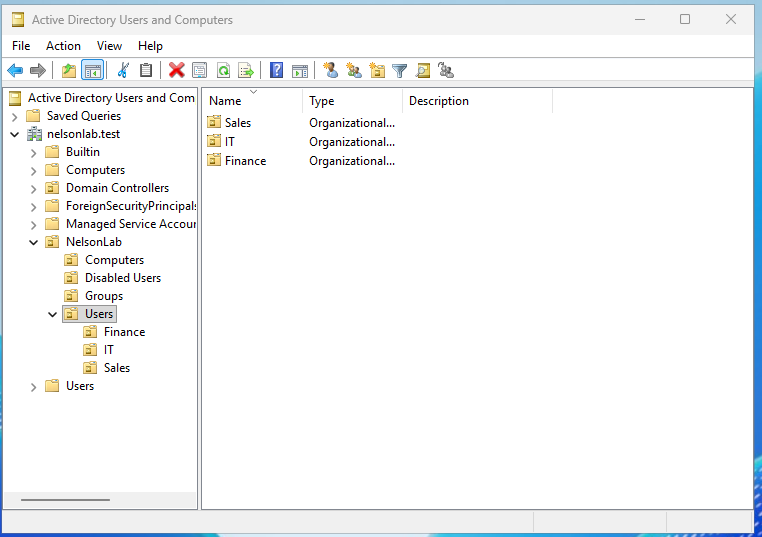 Active Directory Users and Computers
File Action View Help
Active Directory Users and Com
Saved Queries
nelsonlab.test
Builtin
Computers
Domain Controllers
ForeignSecurityPrincipals
Managed Service Accour
NelsonLab
Computers
Disabled Users
Groups
Users
Finance
IT
Sales
Users
Name Type Description
Sales Organizational...
IT Organizational...
Finance Organizational...